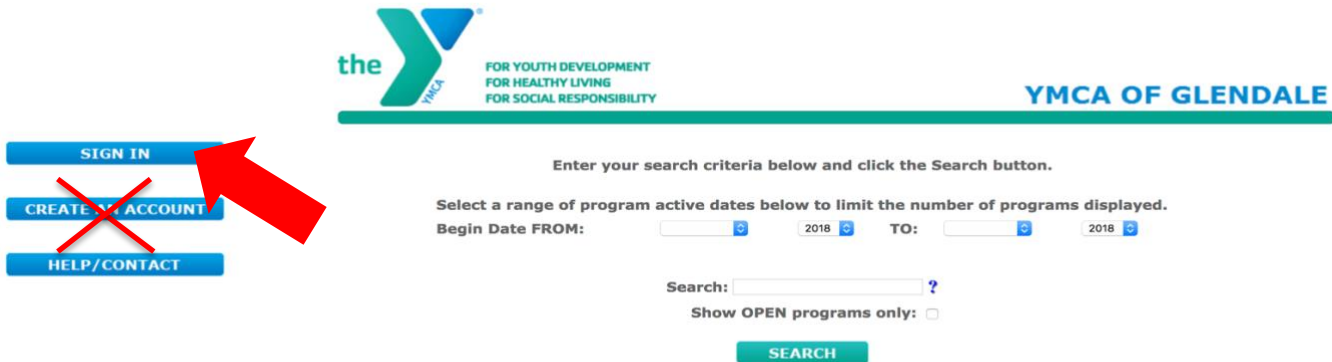 the
YMCA
FOR YOUTH DEVELOPMENT
FOR HEALTHY LIVING
FOR SOCIAL RESPONSIBILITY
YMCA OF GLENDALE
SIGN IN
CREATE AN ACCOUNT
HELP/CONTACT
Enter your search criteria below and click the Search button.
Select a range of program active dates below to limit the number of programs displayed.
Begin Date FROM: 2018 TO: 2018
Search: ?
Show OPEN programs only:
SEARCH